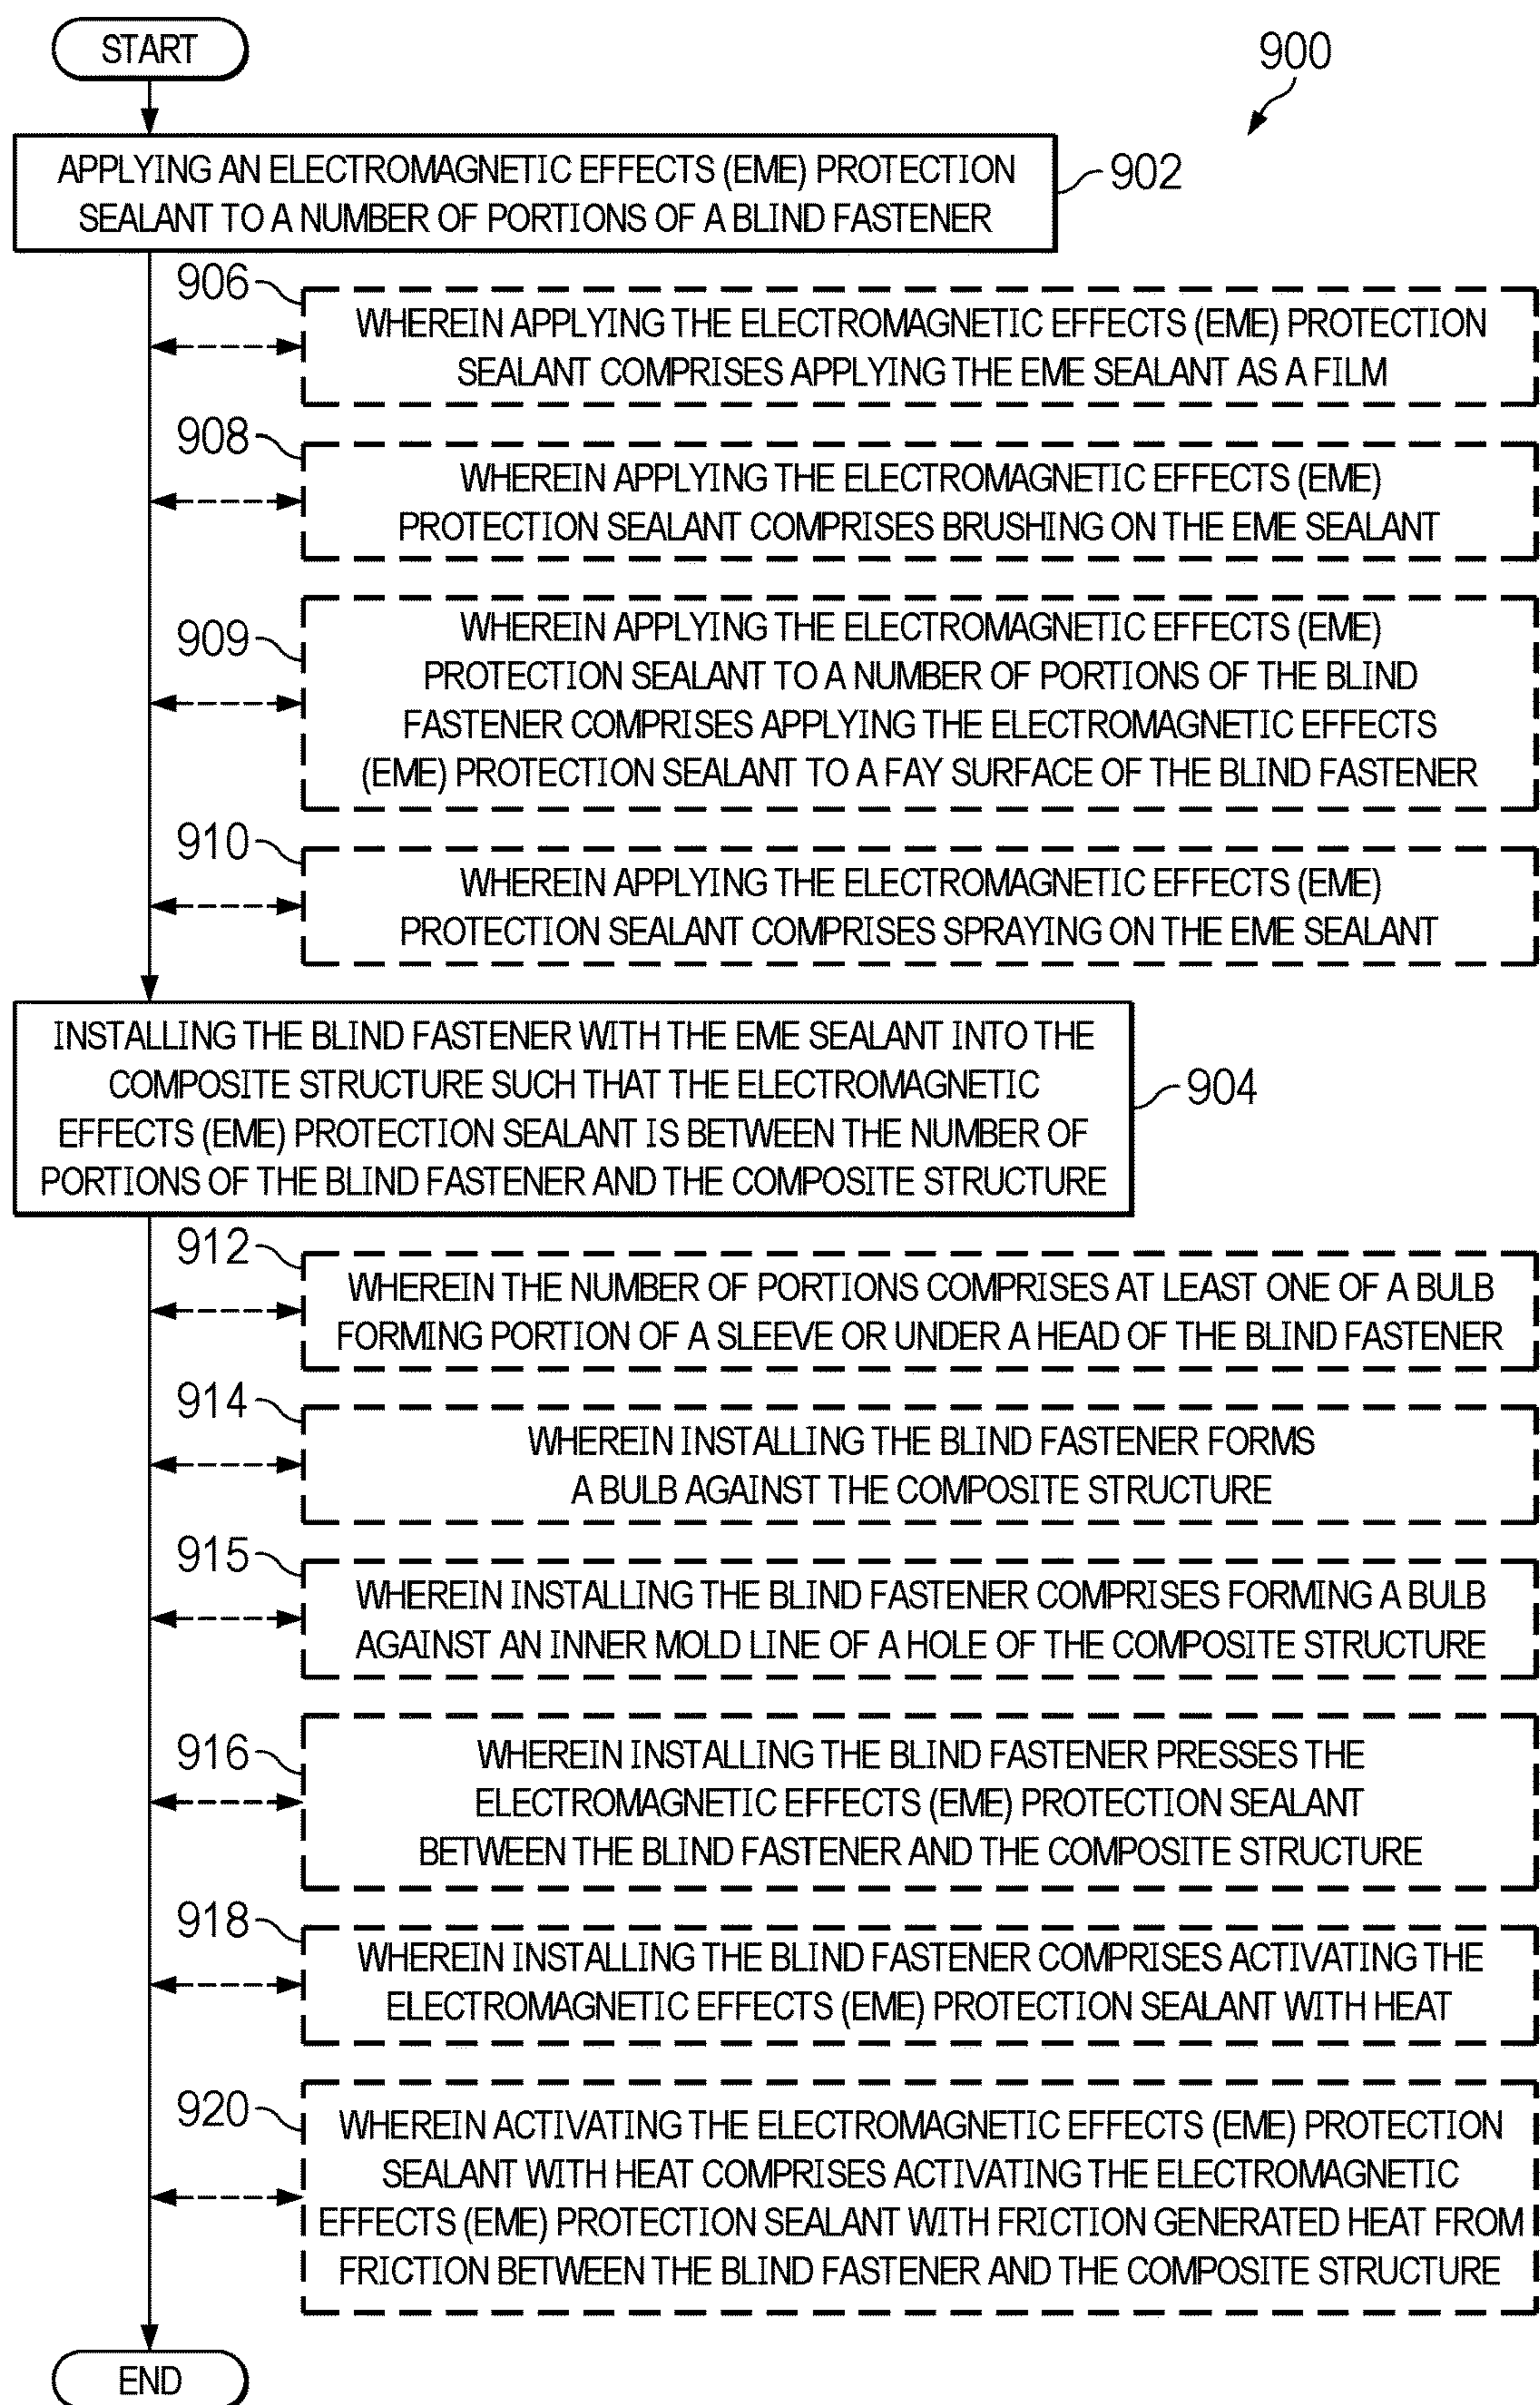 START
900
APPLYING AN ELECTROMAGNETIC EFFECTS (EME) PROTECTION
SEALANT TO A NUMBER OF PORTIONS OF A BLIND FASTENER
902
906
WHEREIN APPLYING THE ELECTROMAGNETIC EFFECTS (EME) PROTECTION
SEALANT COMPRISES APPLYING THE EME SEALANT AS A FILM
908
WHEREIN APPLYING THE ELECTROMAGNETIC EFFECTS (EME)
PROTECTION SEALANT COMPRISES BRUSHING ON THE EME SEALANT
909
WHEREIN APPLYING THE ELECTROMAGNETIC EFFECTS (EME)
PROTECTION SEALANT TO A NUMBER OF PORTIONS OF THE BLIND
FASTENER COMPRISES APPLYING THE ELECTROMAGNETIC EFFECTS
(EME) PROTECTION SEALANT TO A FAY SURFACE OF THE BLIND FASTENER
910
WHEREIN APPLYING THE ELECTROMAGNETIC EFFECTS (EME)
PROTECTION SEALANT COMPRISES SPRAYING ON THE EME SEALANT
INSTALLING THE BLIND FASTENER WITH THE EME SEALANT INTO THE
COMPOSITE STRUCTURE SUCH THAT THE ELECTROMAGNETIC
EFFECTS (EME) PROTECTION SEALANT IS BETWEEN THE NUMBER OF
PORTIONS OF THE BLIND FASTENER AND THE COMPOSITE STRUCTURE
904
912
WHEREIN THE NUMBER OF PORTIONS COMPRISES AT LEAST ONE OF A BULB
FORMING PORTION OF A SLEEVE OR UNDER A HEAD OF THE BLIND FASTENER
914
WHEREIN INSTALLING THE BLIND FASTENER FORMS
A BULB AGAINST THE COMPOSITE STRUCTURE
915
WHEREIN INSTALLING THE BLIND FASTENER COMPRISES FORMING A BULB
AGAINST AN INNER MOLD LINE OF A HOLE OF THE COMPOSITE STRUCTURE
916
WHEREIN INSTALLING THE BLIND FASTENER PRESSES THE
ELECTROMAGNETIC EFFECTS (EME) PROTECTION SEALANT
BETWEEN THE BLIND FASTENER AND THE COMPOSITE STRUCTURE
918
WHEREIN INSTALLING THE BLIND FASTENER COMPRISES ACTIVATING THE
ELECTROMAGNETIC EFFECTS (EME) PROTECTION SEALANT WITH HEAT
920
WHEREIN ACTIVATING THE ELECTROMAGNETIC EFFECTS (EME) PROTECTION
SEALANT WITH HEAT COMPRISES ACTIVATING THE ELECTROMAGNETIC
EFFECTS (EME) PROTECTION SEALANT WITH FRICTION GENERATED HEAT FROM
FRICTION BETWEEN THE BLIND FASTENER AND THE COMPOSITE STRUCTURE
END